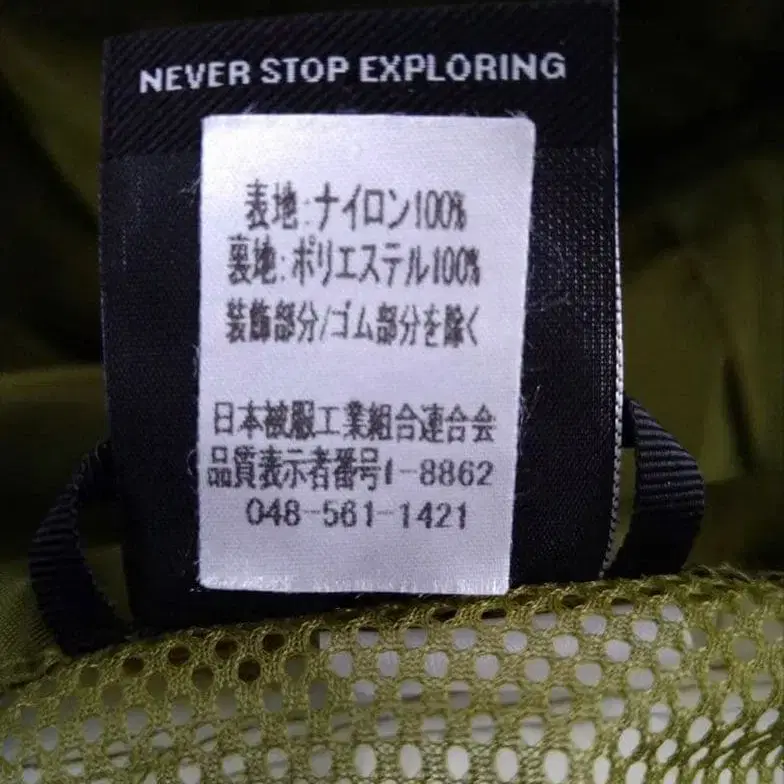 NEVER STOP EXPLORING
表地:ナイロン100%
裏地:ポリエステル100%
装飾部分/ゴム部分を除く
日本被服工業組合連合会
品質表示者番号1-8862
048-561-1421